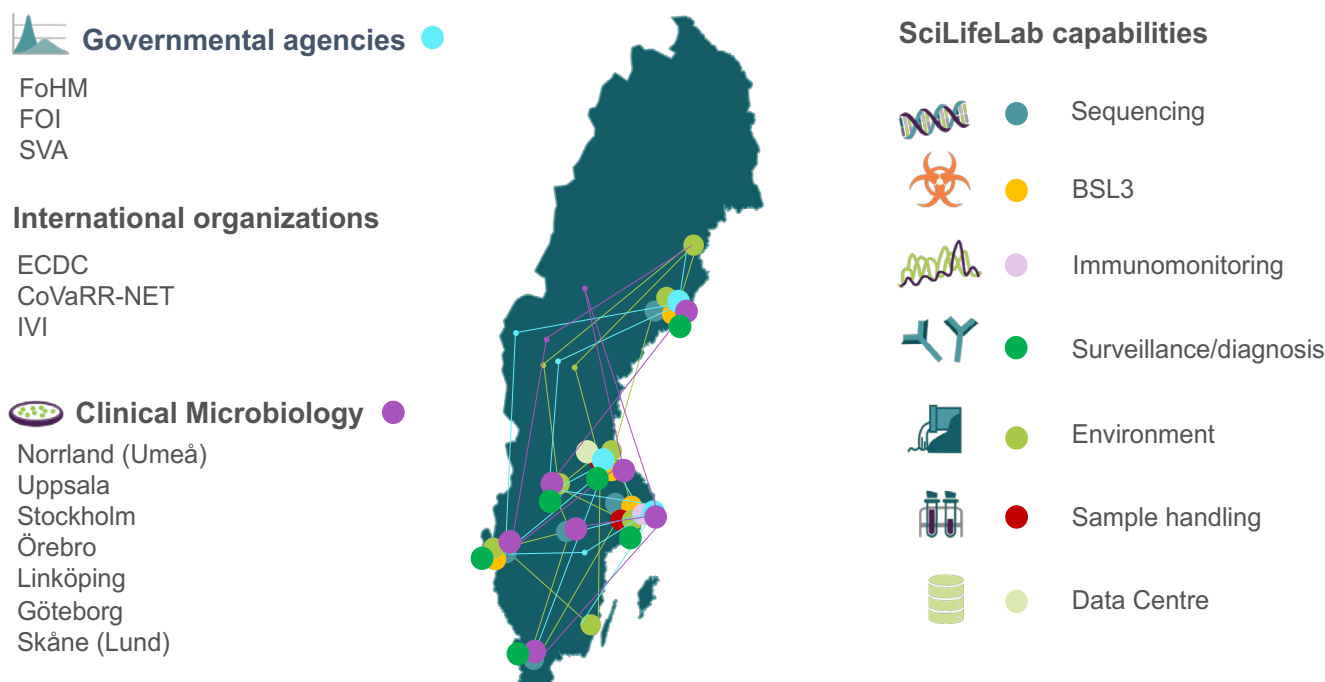 Governmental agencies
FoHM
FOI
SVA
International organizations
ECDC
CoVaRR-NET
IVI
Clinical Microbiology
Norrland (Umeå)
Uppsala
Stockholm
Örebro
Linköping
Göteborg
Skåne (Lund)
SciLifeLab capabilities
Sequencing
BSL3
Immunomonitoring
Surveillance/diagnosis
Environment
Sample handling
Data Centre